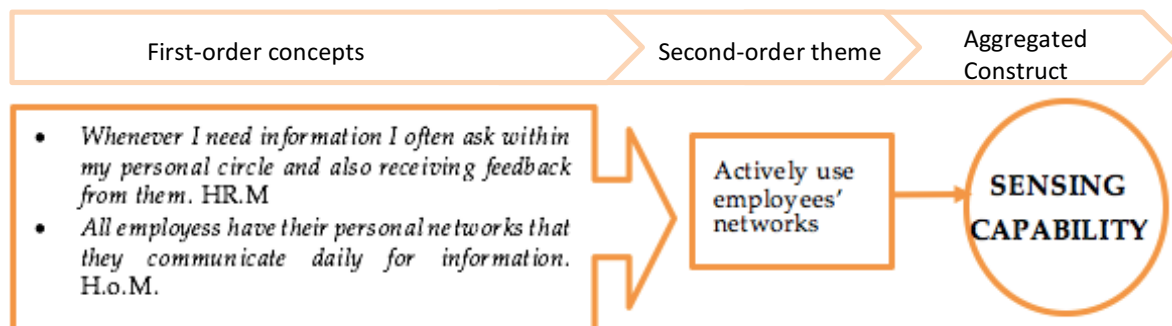 First-order concepts
Second-order theme
Aggregated
Construct
• Whenever I need information I often ask within
my personal circle and also receiving feedback
from them. HR.M
• All employess have their personal networks that
they communicate daily for information.
H.o.M.
Actively use
employees'
networks
SENSING
CAPABILITY